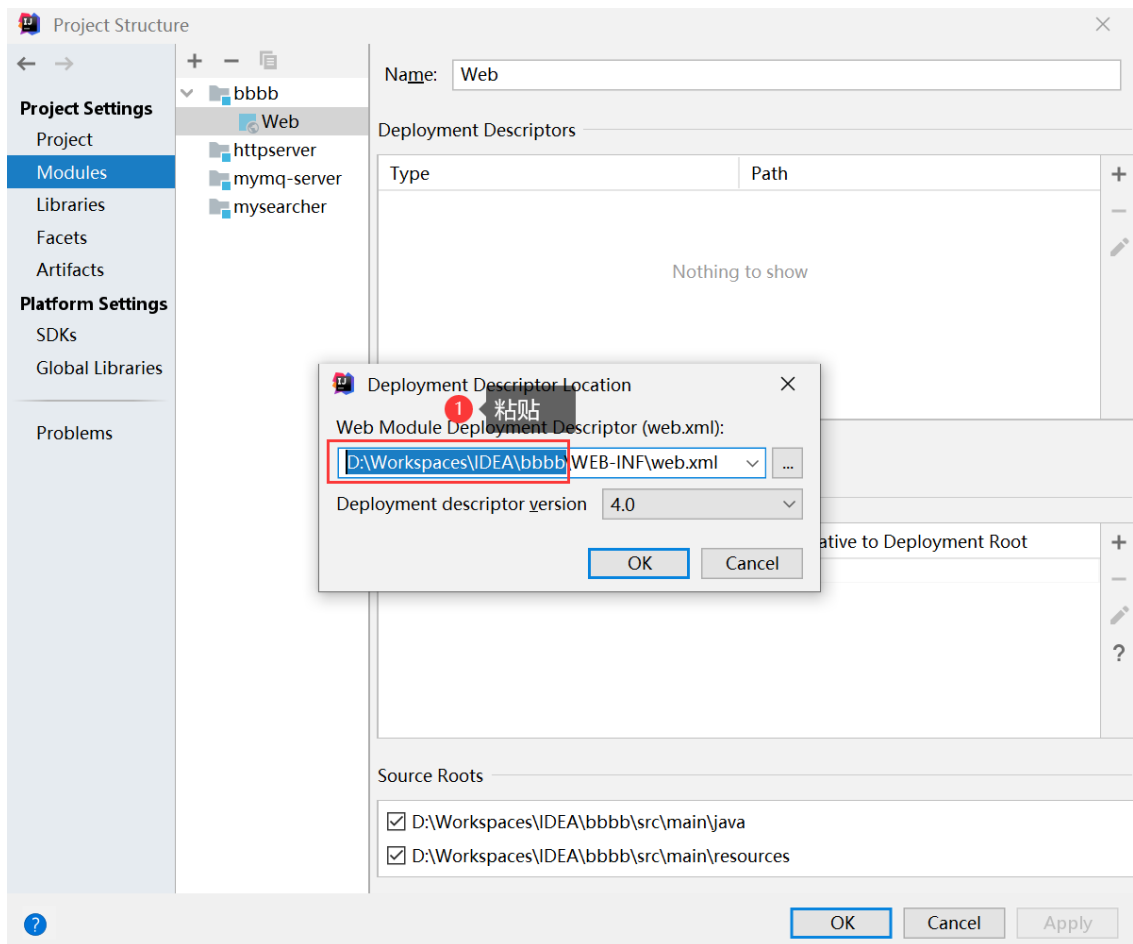 Project Structure
Project Settings
Project
Modules
Libraries
Facets
Artifacts
Platform Settings
SDKs
Global Libraries
Problems
bbbb
Web
httpserver
mymq-server
mysearcher
Name: Web
Deployment Descriptors
Type Path
Nothing to show
Deployment Descriptor Location
1 粘贴
Web Module Deployment Descriptor (web.xml):
D:\Workspaces\IDEA\bbbb\WEB-INF\web.xml ...
Deployment descriptor version 4.0
OK Cancel
ative to Deployment Root
?
Source Roots
D:\Workspaces\IDEA\bbbb\src\main\java
D:\Workspaces\IDEA\bbbb\src\main\resources
? OK Cancel Apply